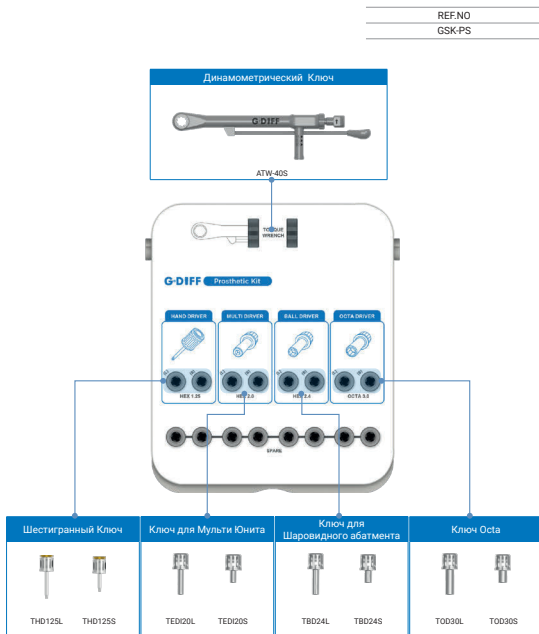 REF.NO
GSK-PS
Динамометрический Ключ
G·DIFF
ATW-40S
TORQUE
WRENCH
G·DIFF Prosthetic Kit
HAND DRIVER MULTI DIRVER BALL DRIVER OCTA DRIVER
HEX 1.25 HEX 2.0 HEX 2.4 OCTA 3.0
SPARE
Шестигранный Ключ Ключ для Мульти Юнита Ключ для Шаровидного абатмента Ключ Octa
THD125L THD125S TEDI20L TEDI20S TBD24L TBD24S TOD30L TOD30S